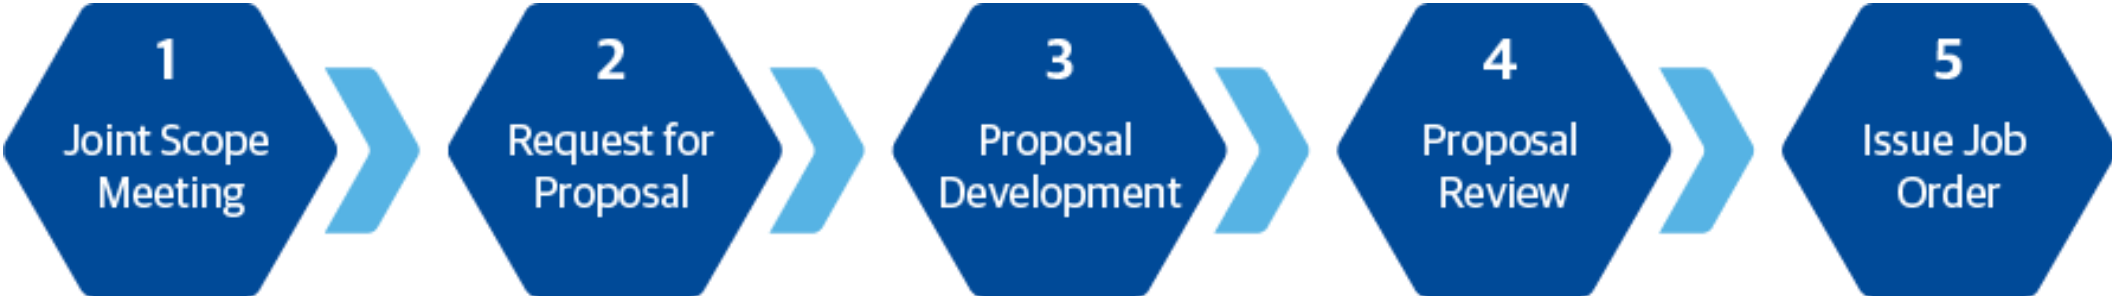 1
Joint Scope
Meeting
2
Request for
Proposal
3
Proposal
Development
4
Proposal
Review
5
Issue Job
Order